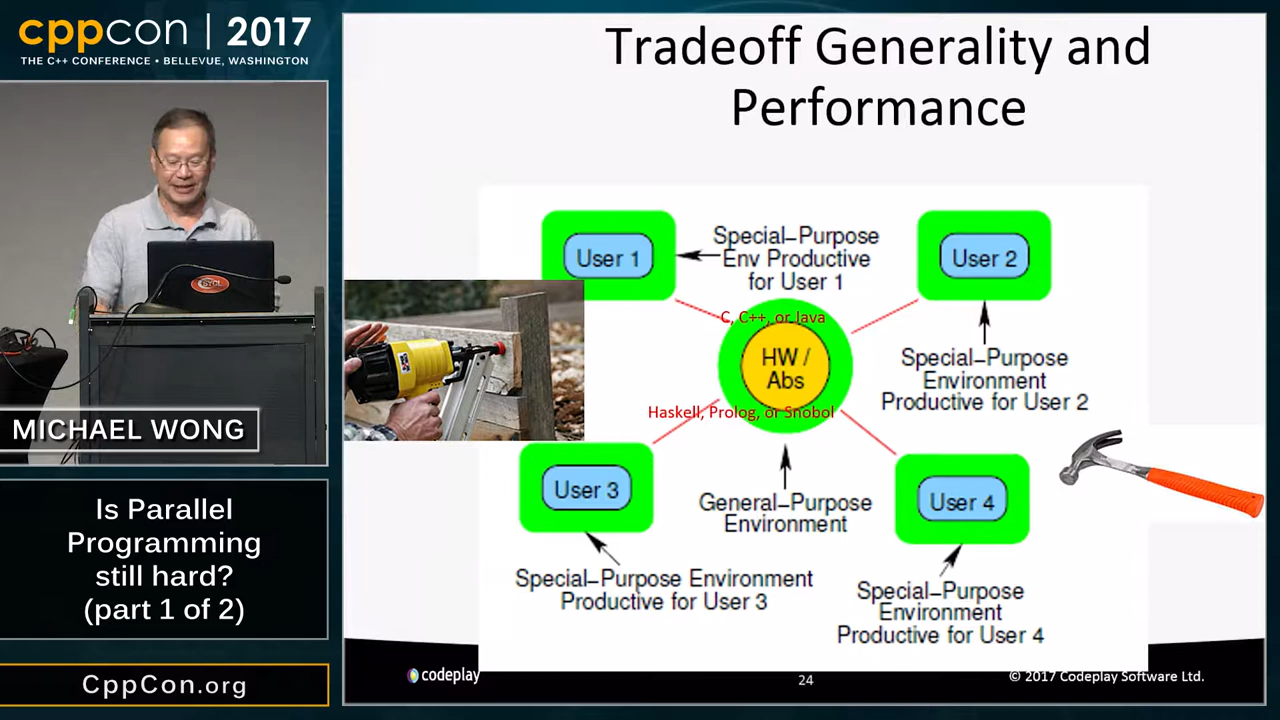 cppcon | 2017
THE C++ CONFERENCE • BELLEVUE, WASHINGTON
MICHAEL WONG
Is Parallel
Programming
still hard?
(part 1 of 2)
CppCon.org
Tradeoff Generality and
Performance
User 1
Special-Purpose
Env Productive
for User 1
User 2
C, C++, or Java
HW /
Abs
Special-Purpose
Environment
Productive for User 2
Haskell, Prolog, or Snobol
User 3
General-Purpose
Environment
User 4
Special-Purpose Environment
Productive for User 3
Special-Purpose
Environment
Productive for User 4
codeplay
24
© 2017 Codeplay Software Ltd.
SYCL